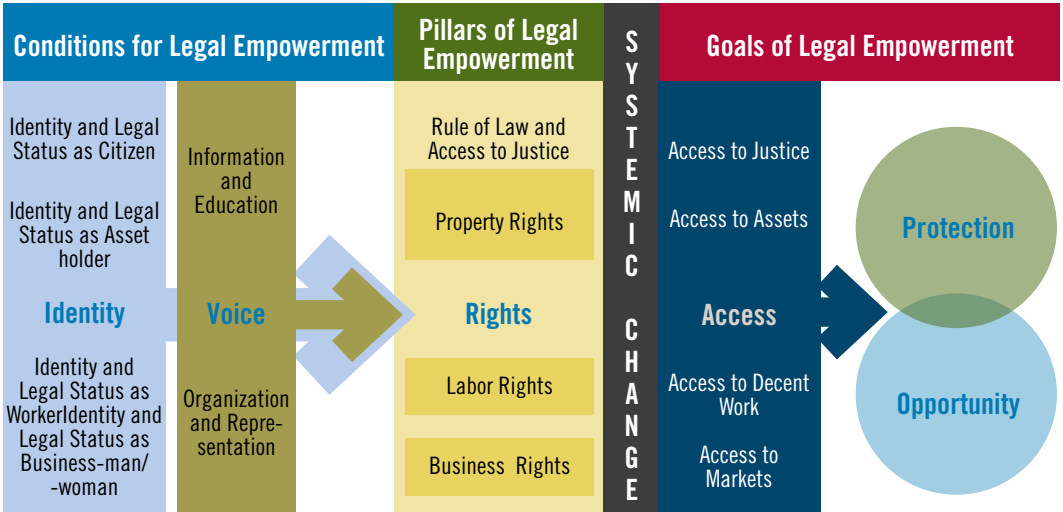 Conditions for Legal Empowerment
Identity and Legal
Status as Citizen
Identity and Legal
Status as Asset
holder
Identity
Identity and
Legal Status as
WorkerIdentity and
Legal Status as
Business-man/
-woman
Information
and
Education
Voice
Organization
and Repre-
sentation
Pillars of Legal
Empowerment
Rule of Law and
Access to Justice
Property Rights
Rights
Labor Rights
Business Rights
SYSTEMIC CHANGE
Goals of Legal Empowerment
Access to Justice
Access to Assets
Access
Access to Decent
Work
Access to
Markets
Protection
Opportunity